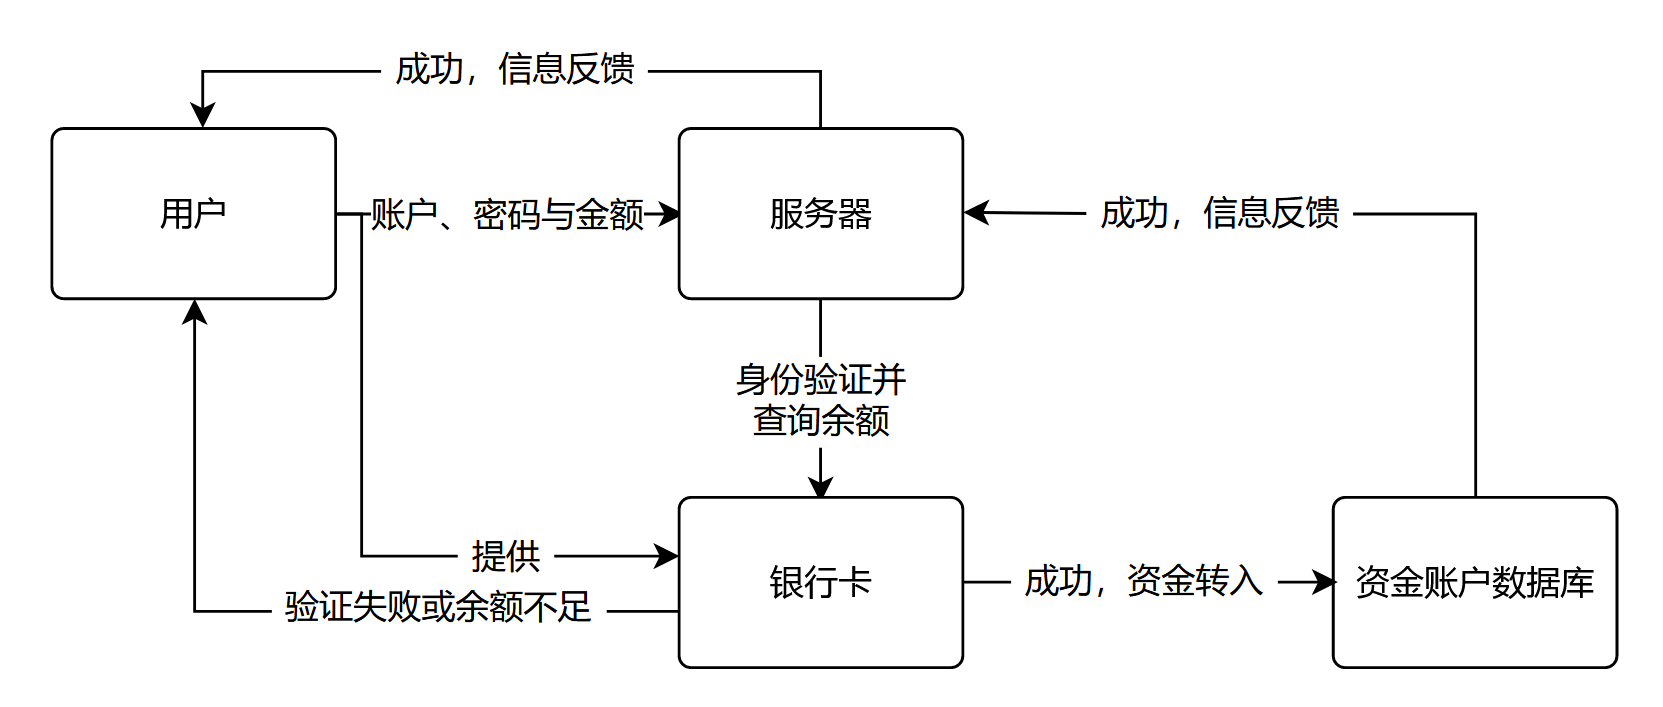 成功，信息反馈
用户
账户、密码与金额
服务器
成功，信息反馈
身份验证并
查询余额
提供
验证失败或余额不足
银行卡
成功，资金转入
资金账户数据库